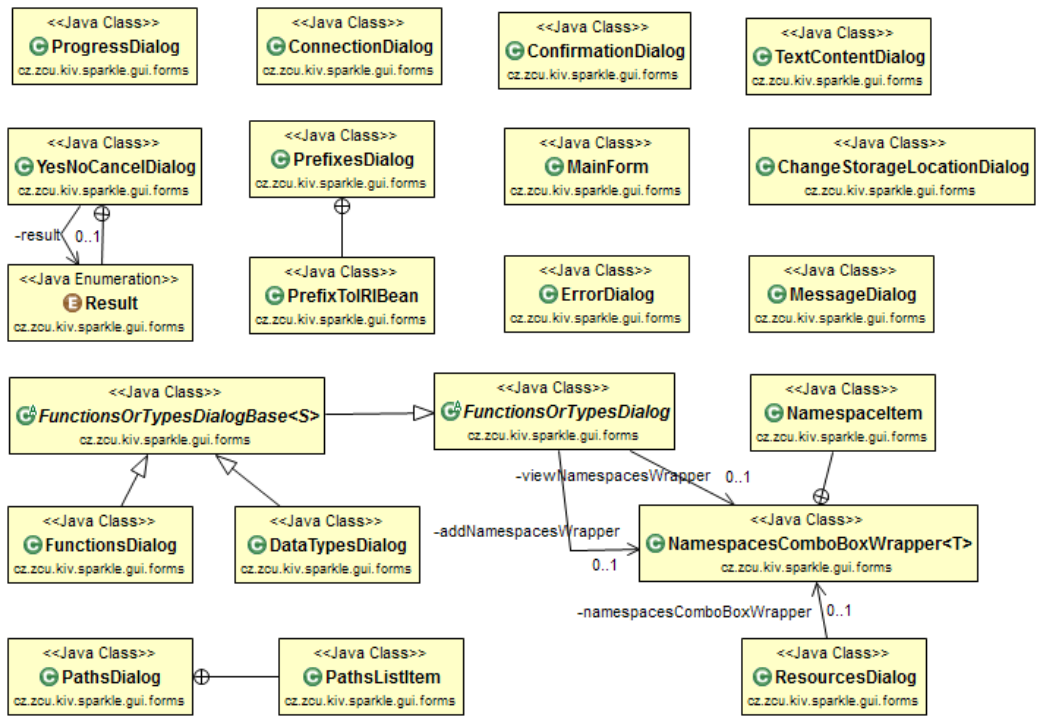 <<Java Class>>
C ProgressDialog
cz.zcu.kiv.sparkle.gui.forms
<<Java Class>>
C ConnectionDialog
cz.zcu.kiv.sparkle.gui.forms
<<Java Class>>
C ConfirmationDialog
cz.zcu.kiv.sparkle.gui.forms
<<Java Class>>
C TextContentDialog
cz.zcu.kiv.sparkle.gui.forms
<<Java Class>>
C YesNoCancelDialog
cz.zcu.kiv.sparkle.gui.forms
<<Java Class>>
C PrefixesDialog
cz.zcu.kiv.sparkle.gui.forms
<<Java Class>>
C MainForm
cz.zcu.kiv.sparkle.gui.forms
<<Java Class>>
C ChangeStorageLocationDialog
cz.zcu.kiv.sparkle.gui.forms
-result 0..1
<<Java Enumeration>>
E Result
cz.zcu.kiv.sparkle.gui.forms
<<Java Class>>
C PrefixToIRIBean
cz.zcu.kiv.sparkle.gui.forms
<<Java Class>>
C ErrorDialog
cz.zcu.kiv.sparkle.gui.forms
<<Java Class>>
C MessageDialog
cz.zcu.kiv.sparkle.gui.forms
<<Java Class>>
CA FunctionsOrTypesDialogBase<S>
cz.zcu.kiv.sparkle.gui.forms
<<Java Class>>
CA FunctionsOrTypesDialog
cz.zcu.kiv.sparkle.gui.forms
<<Java Class>>
C NamespaceItem
cz.zcu.kiv.sparkle.gui.forms
-viewNamespacesWrapper 0..1
-addNamespacesWrapper
0..1
<<Java Class>>
C FunctionsDialog
cz.zcu.kiv.sparkle.gui.forms
<<Java Class>>
C DataTypesDialog
cz.zcu.kiv.sparkle.gui.forms
<<Java Class>>
C NamespacesComboBoxWrapper<T>
cz.zcu.kiv.sparkle.gui.forms
-namespacesComboBoxWrapper 0..1
<<Java Class>>
C PathsDialog
cz.zcu.kiv.sparkle.gui.forms
<<Java Class>>
C PathsListItem
cz.zcu.kiv.sparkle.gui.forms
<<Java Class>>
C ResourcesDialog
cz.zcu.kiv.sparkle.gui.forms